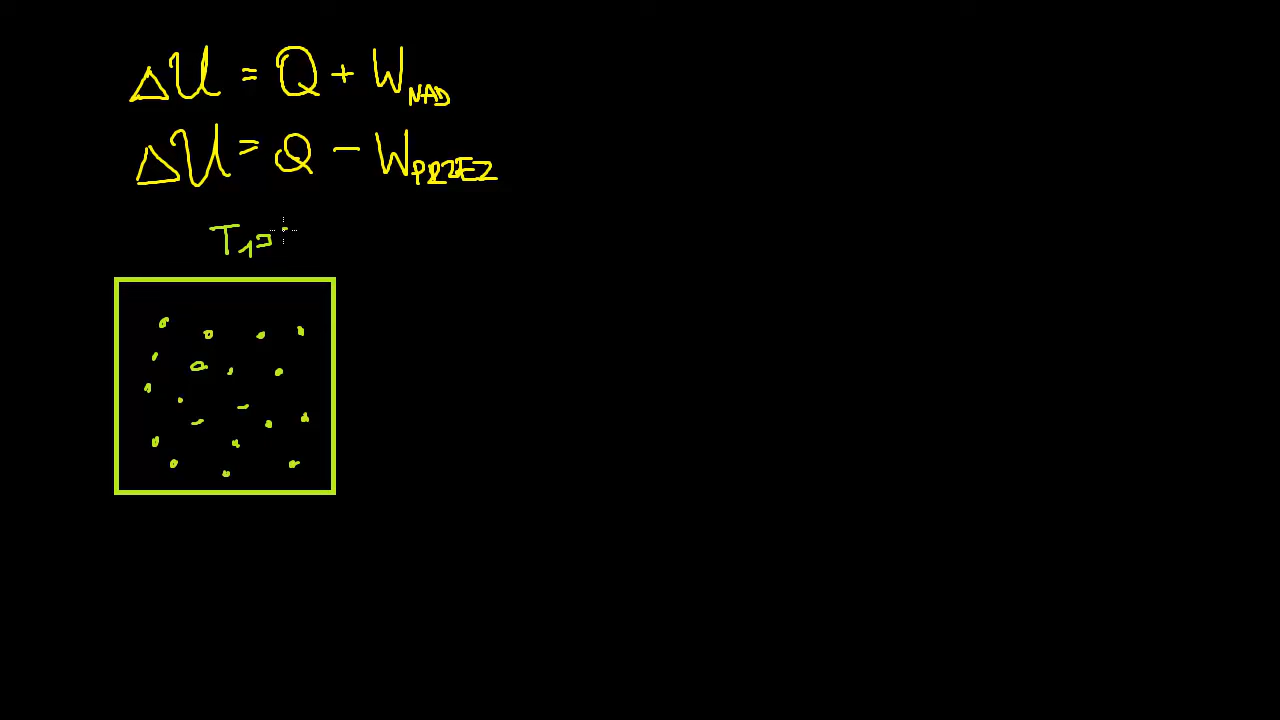 ΔU = Q + W_NAD
ΔU = Q - W_PRZEZ
T₁ =